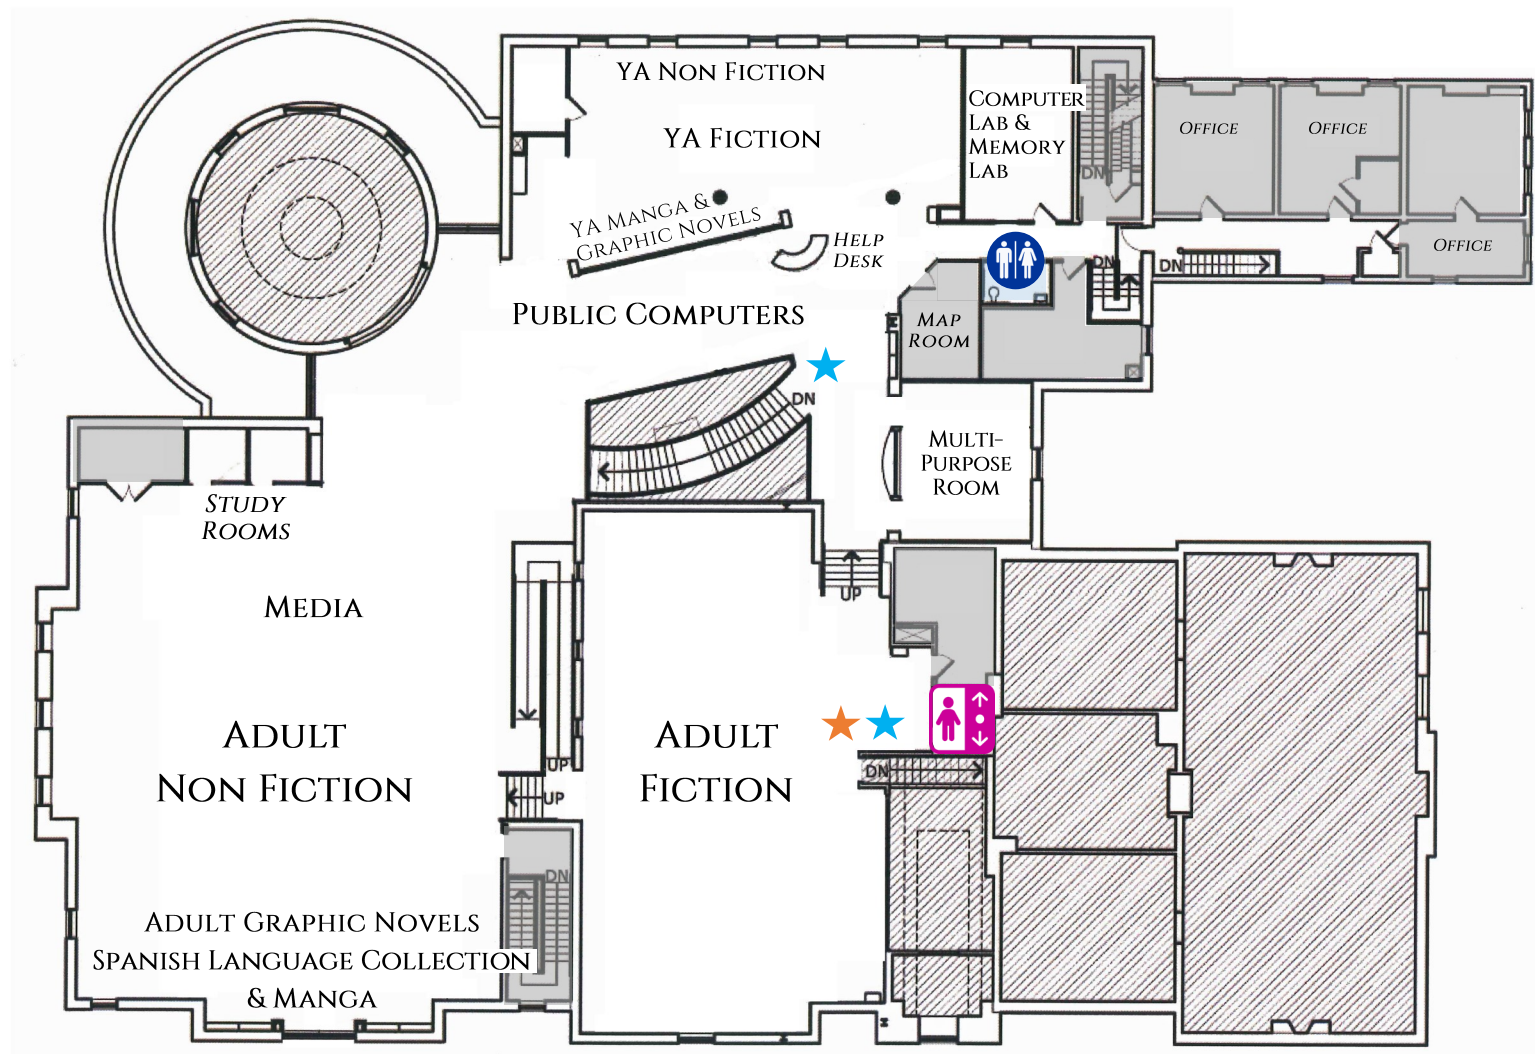 YA Non Fiction
YA Fiction
Computer
Lab &
Memory
Lab
DN
Office
Office
Office
YA Manga &
Graphic Novels
Help
Desk
DN
DN
Public Computers
Map
Room
DN
Multi-
Purpose
Room
Study
Rooms
UP
Media
Adult
Non Fiction
Adult
Fiction
UP
UP
DN
DN
Adult Graphic Novels
Spanish Language Collection
& Manga